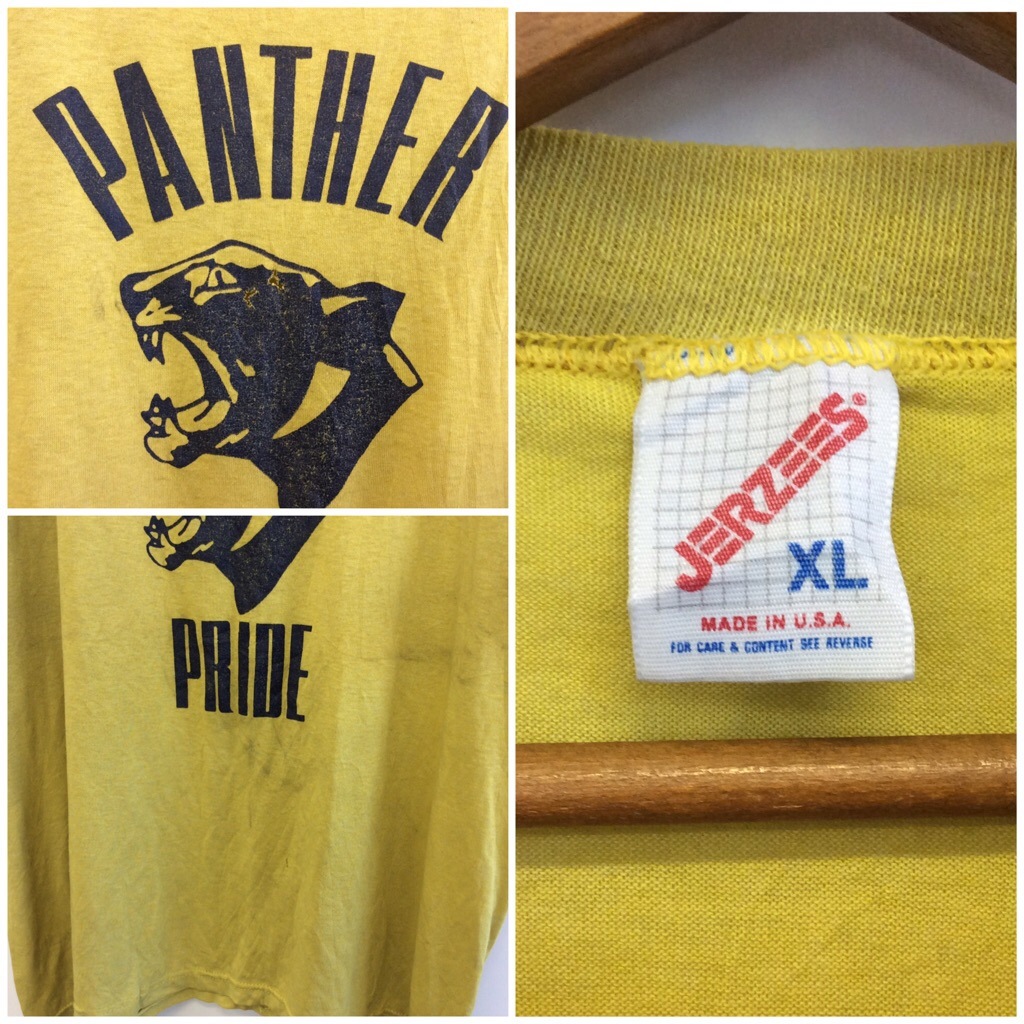 PANTHER
PRIDE
JERZEES®
XL
MADE IN U.S.A.
FOR CARE & CONTENT SEE REVERSE